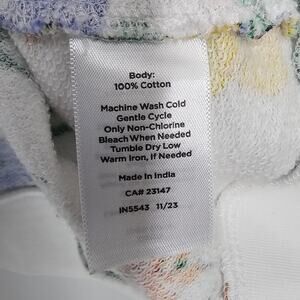 Body:
100% Cotton
Machine Wash Cold
Gentle Cycle
Only Non-Chlorine
Bleach When Needed
Tumble Dry Low
Warm Iron, If Needed
Made in India
CA# 23147
IN5543 11/23